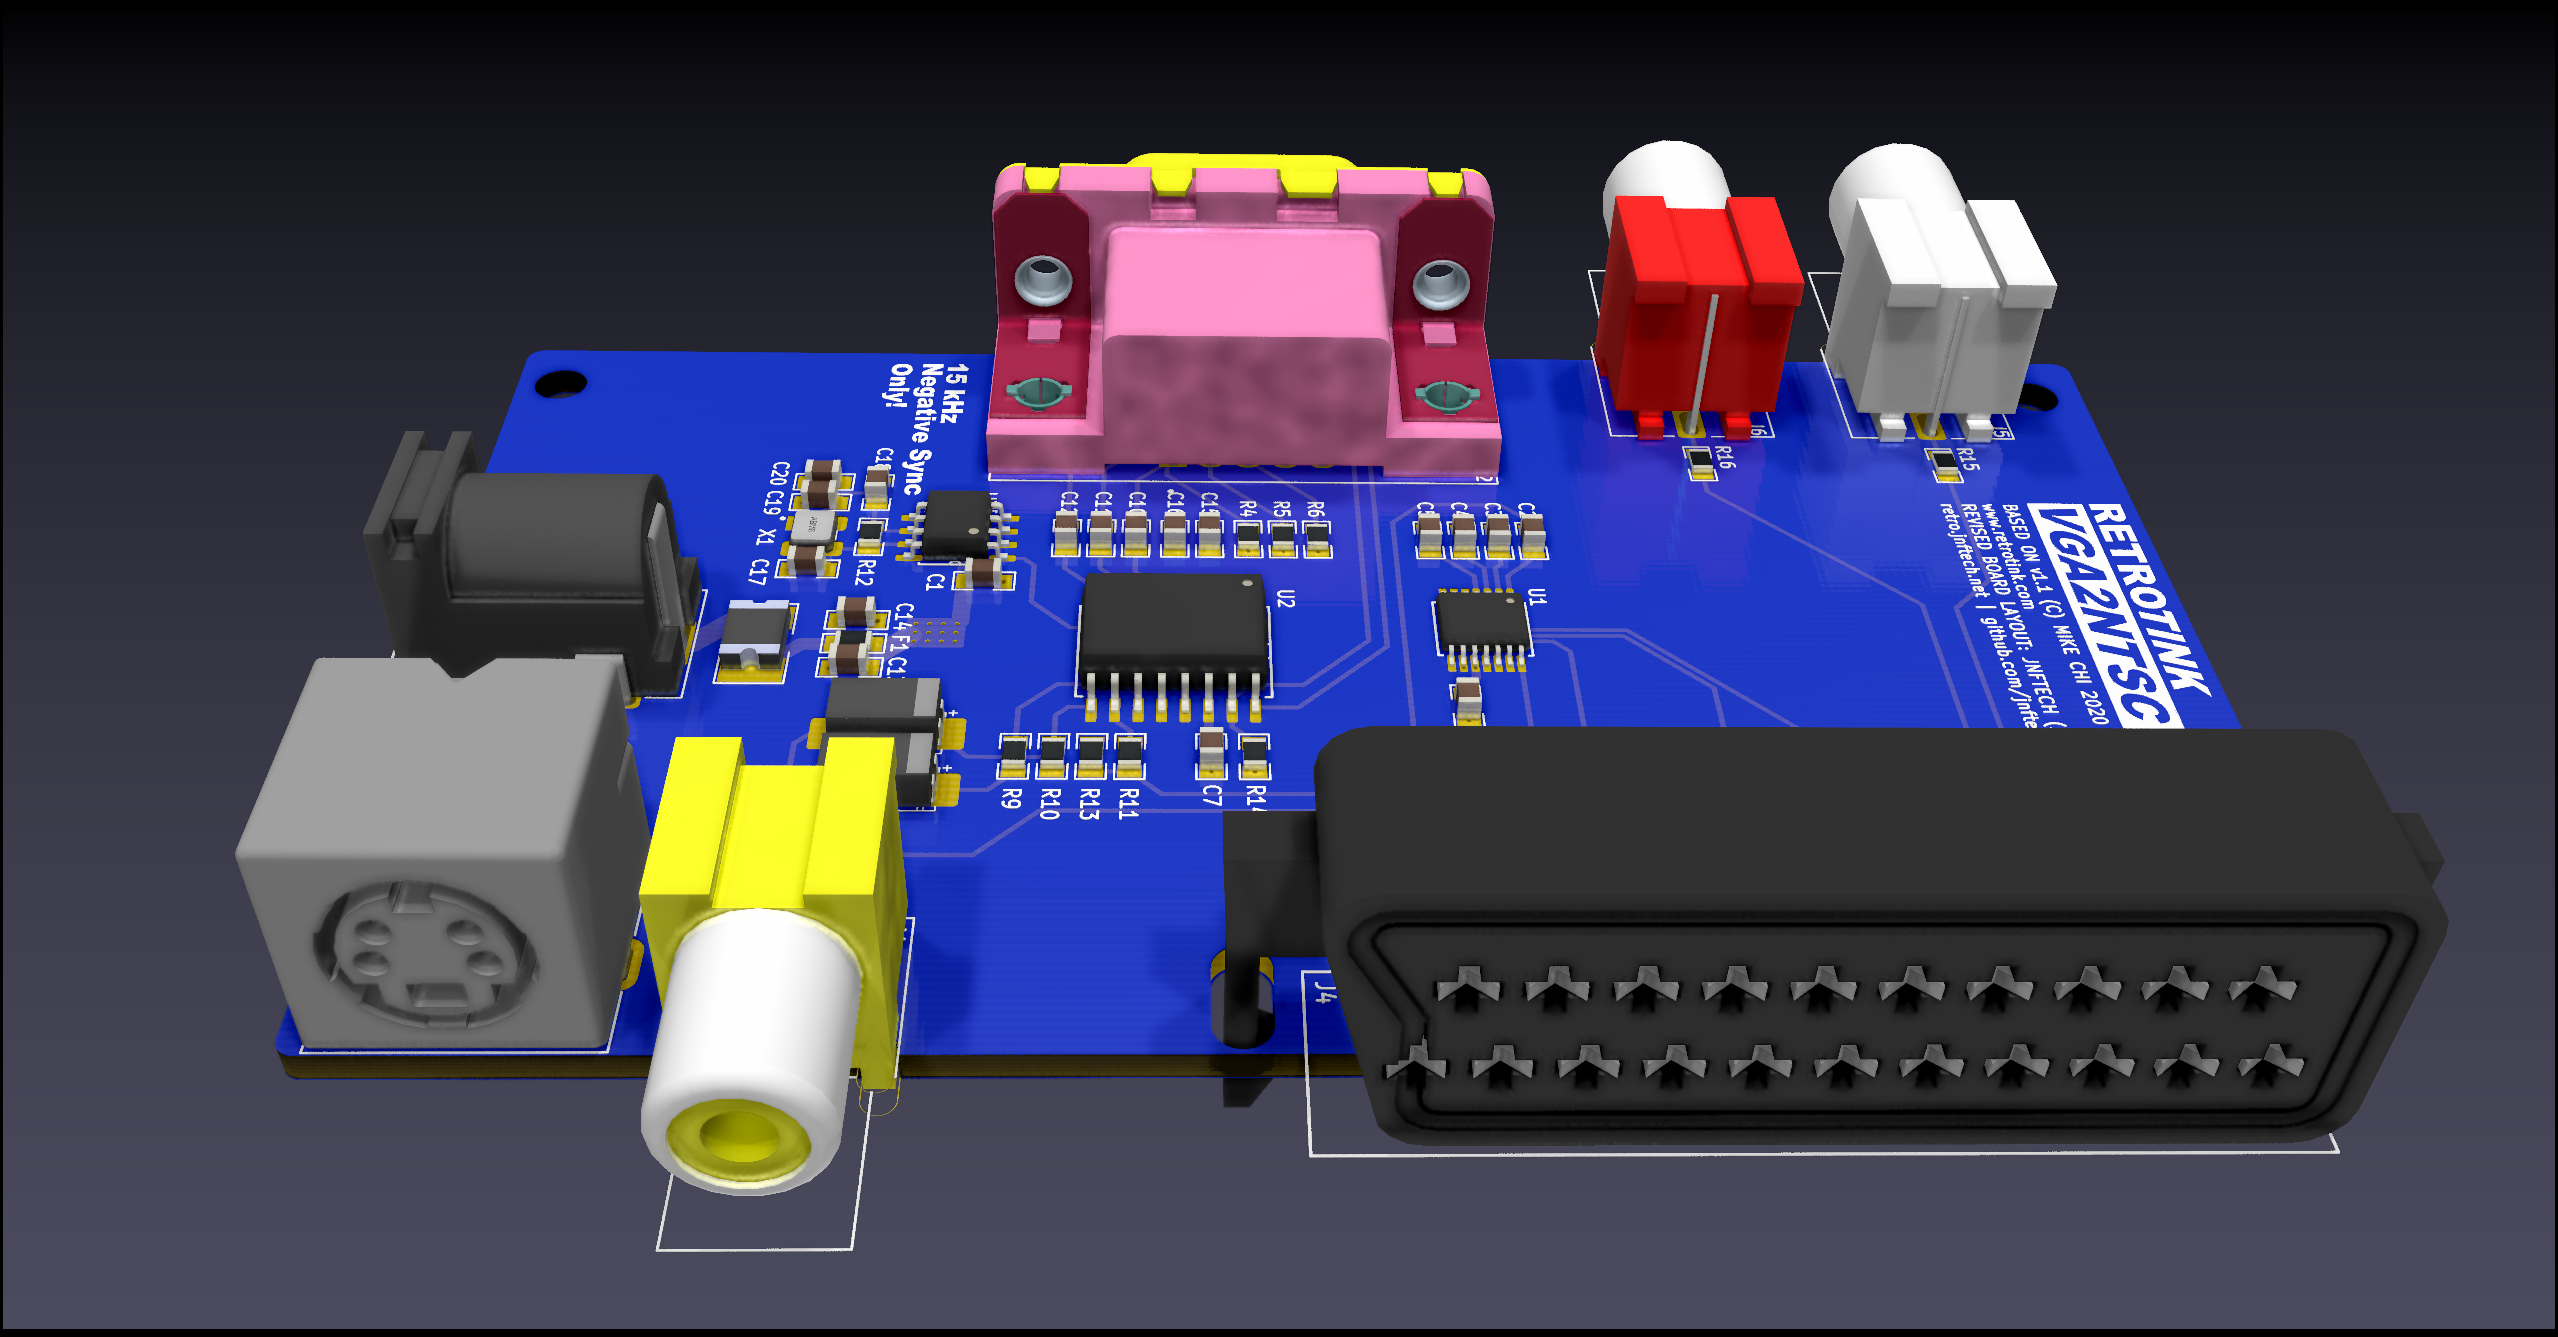 15 kHz
Negative Sync
Only!
C20
C19
X1
C17
R12
C1
C14
F1
R4
R5
R6
U2
U1
R16
R15
J6
J5
RETROTINK
VGA2NTSC
BASED ON v1.1 (C) MIKE CHI 2020
www.retrotink.com
REVISED BOARD LAYOUT: JNFTECH (
retro.jnftech.net | github.com/jnfte
R9
R10
R13
R11
C7
J4